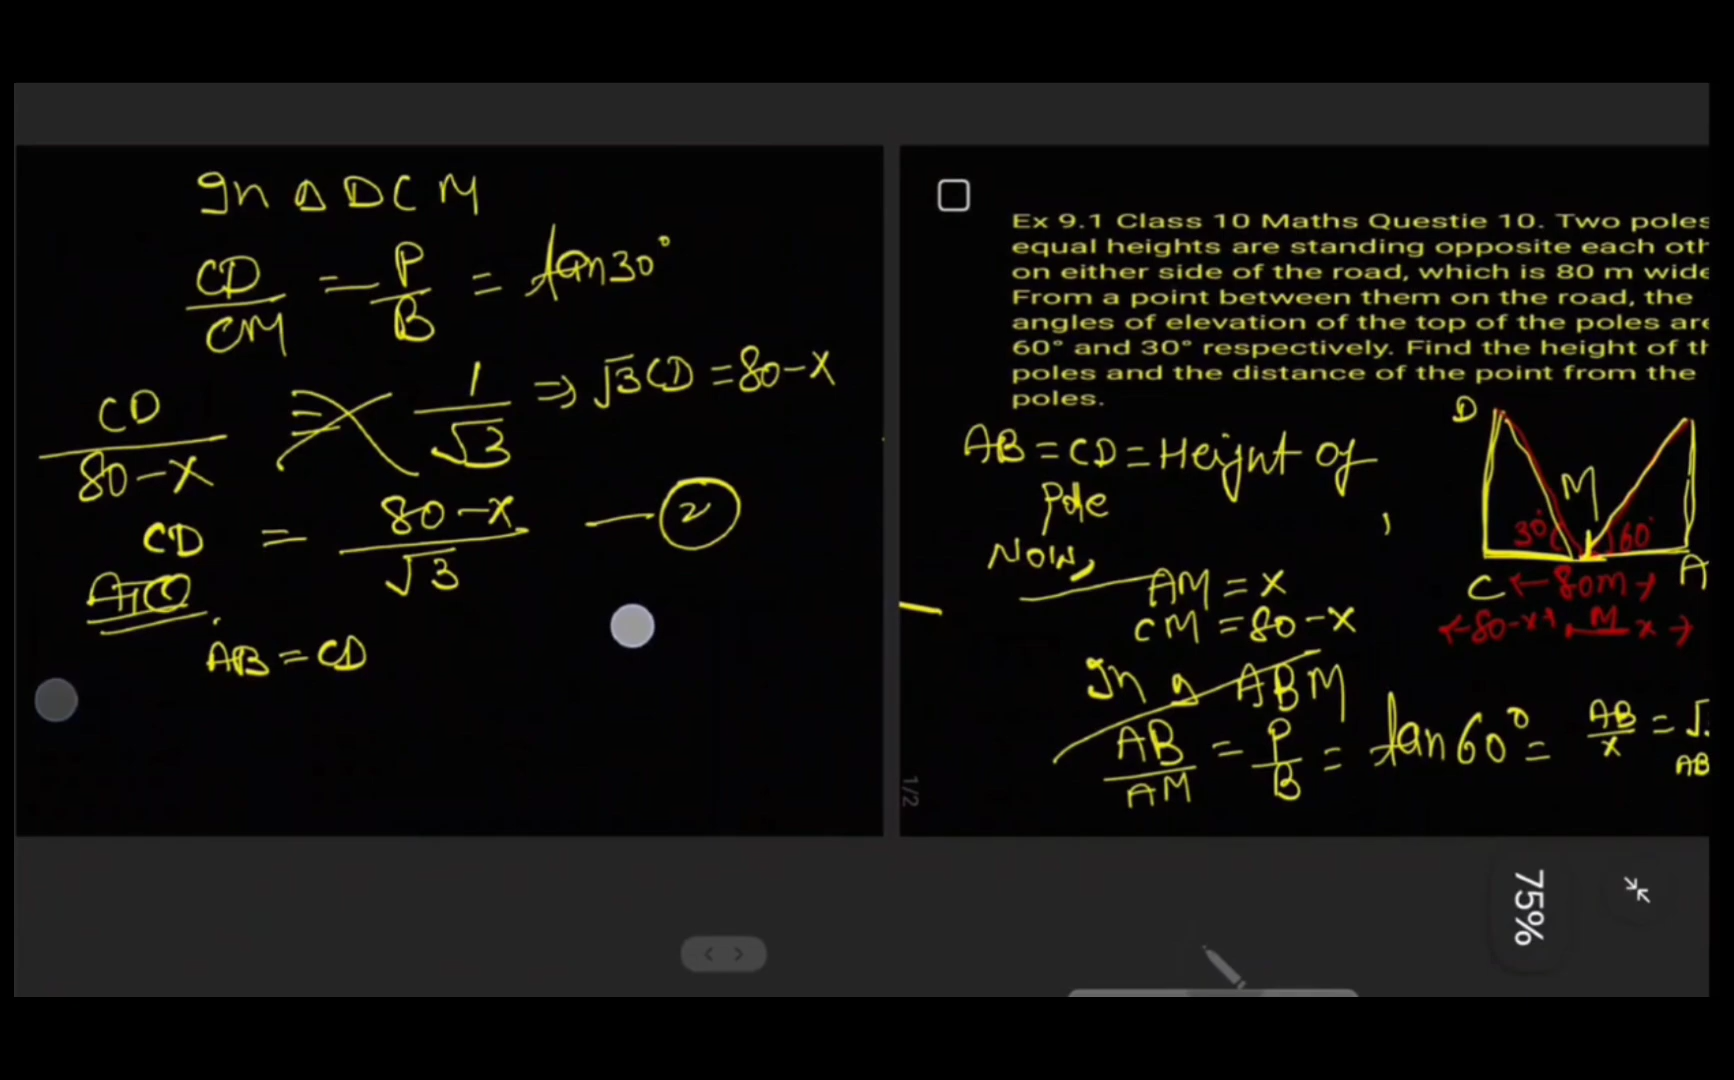 In Δ DCM
CD/CM = P/B = tan30°
CD/80-x = 1/√3 ⇒ √3CD = 80-x
CD = 80-x/√3 — 2
ATQ.
AB = CD
Ex 9.1 Class 10 Maths Questie 10. Two poles
equal heights are standing opposite each oth
on either side of the road, which is 80 m wide
From a point between them on the road, the
angles of elevation of the top of the poles are
60° and 30° respectively. Find the height of th
poles and the distance of the point from the
poles.
AB = CD = Height of
Pole
Now,
AM = x
CM = 80-x
In Δ ABM
AB/AM = P/B = tan60° = AB/x = √
AB
D
M
30° 60°
C ←80m→ A
←80-x→ M x→
1/2
75%